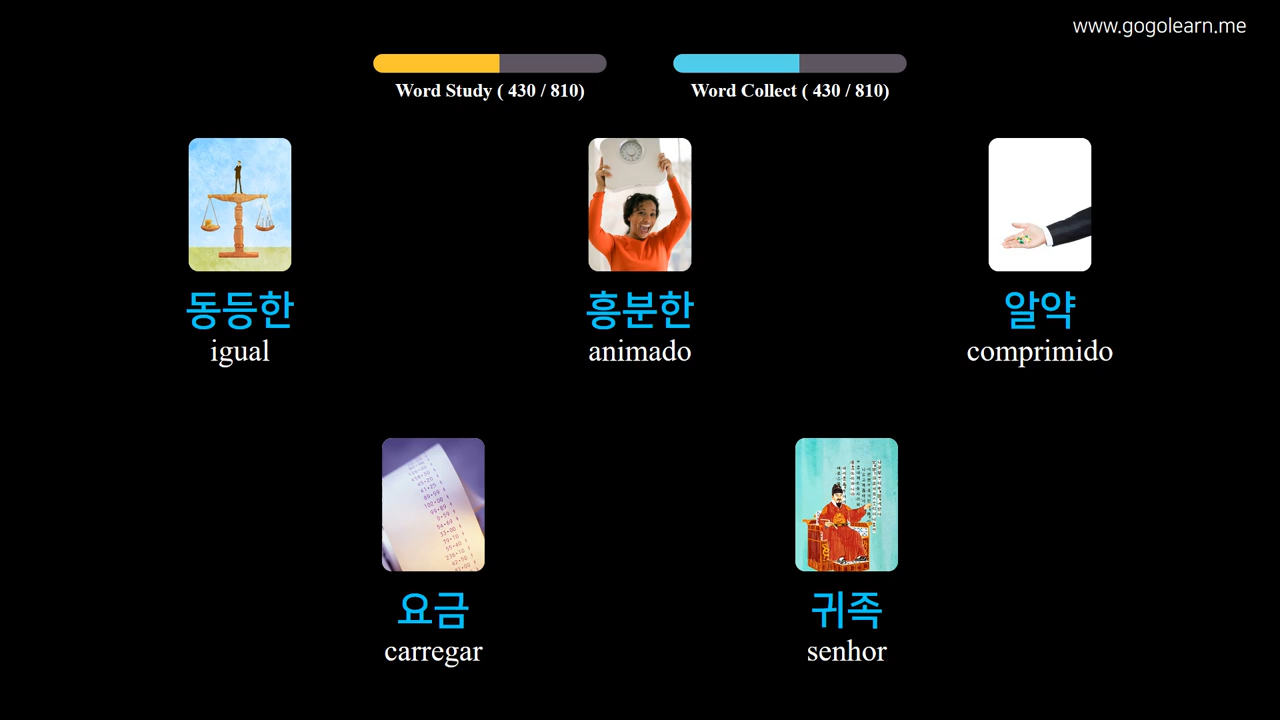 www.gogolearn.me
Word Study ( 430 / 810)
Word Collect ( 430 / 810)
동등한
igual
흥분한
animado
알약
comprimido
요금
carregar
귀족
senhor